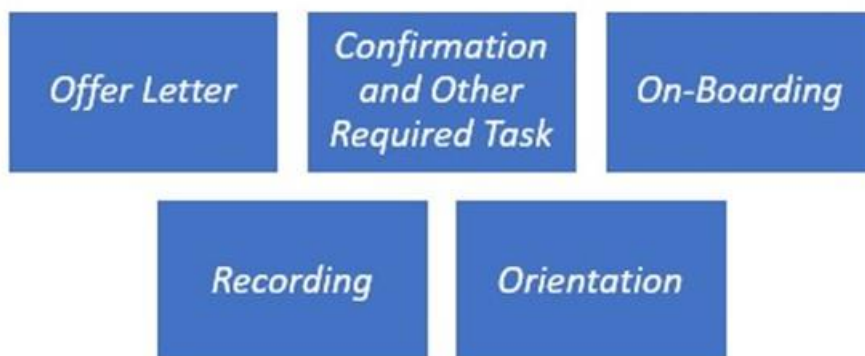 Offer Letter
Confirmation
and Other
Required Task
On-Boarding
Recording
Orientation